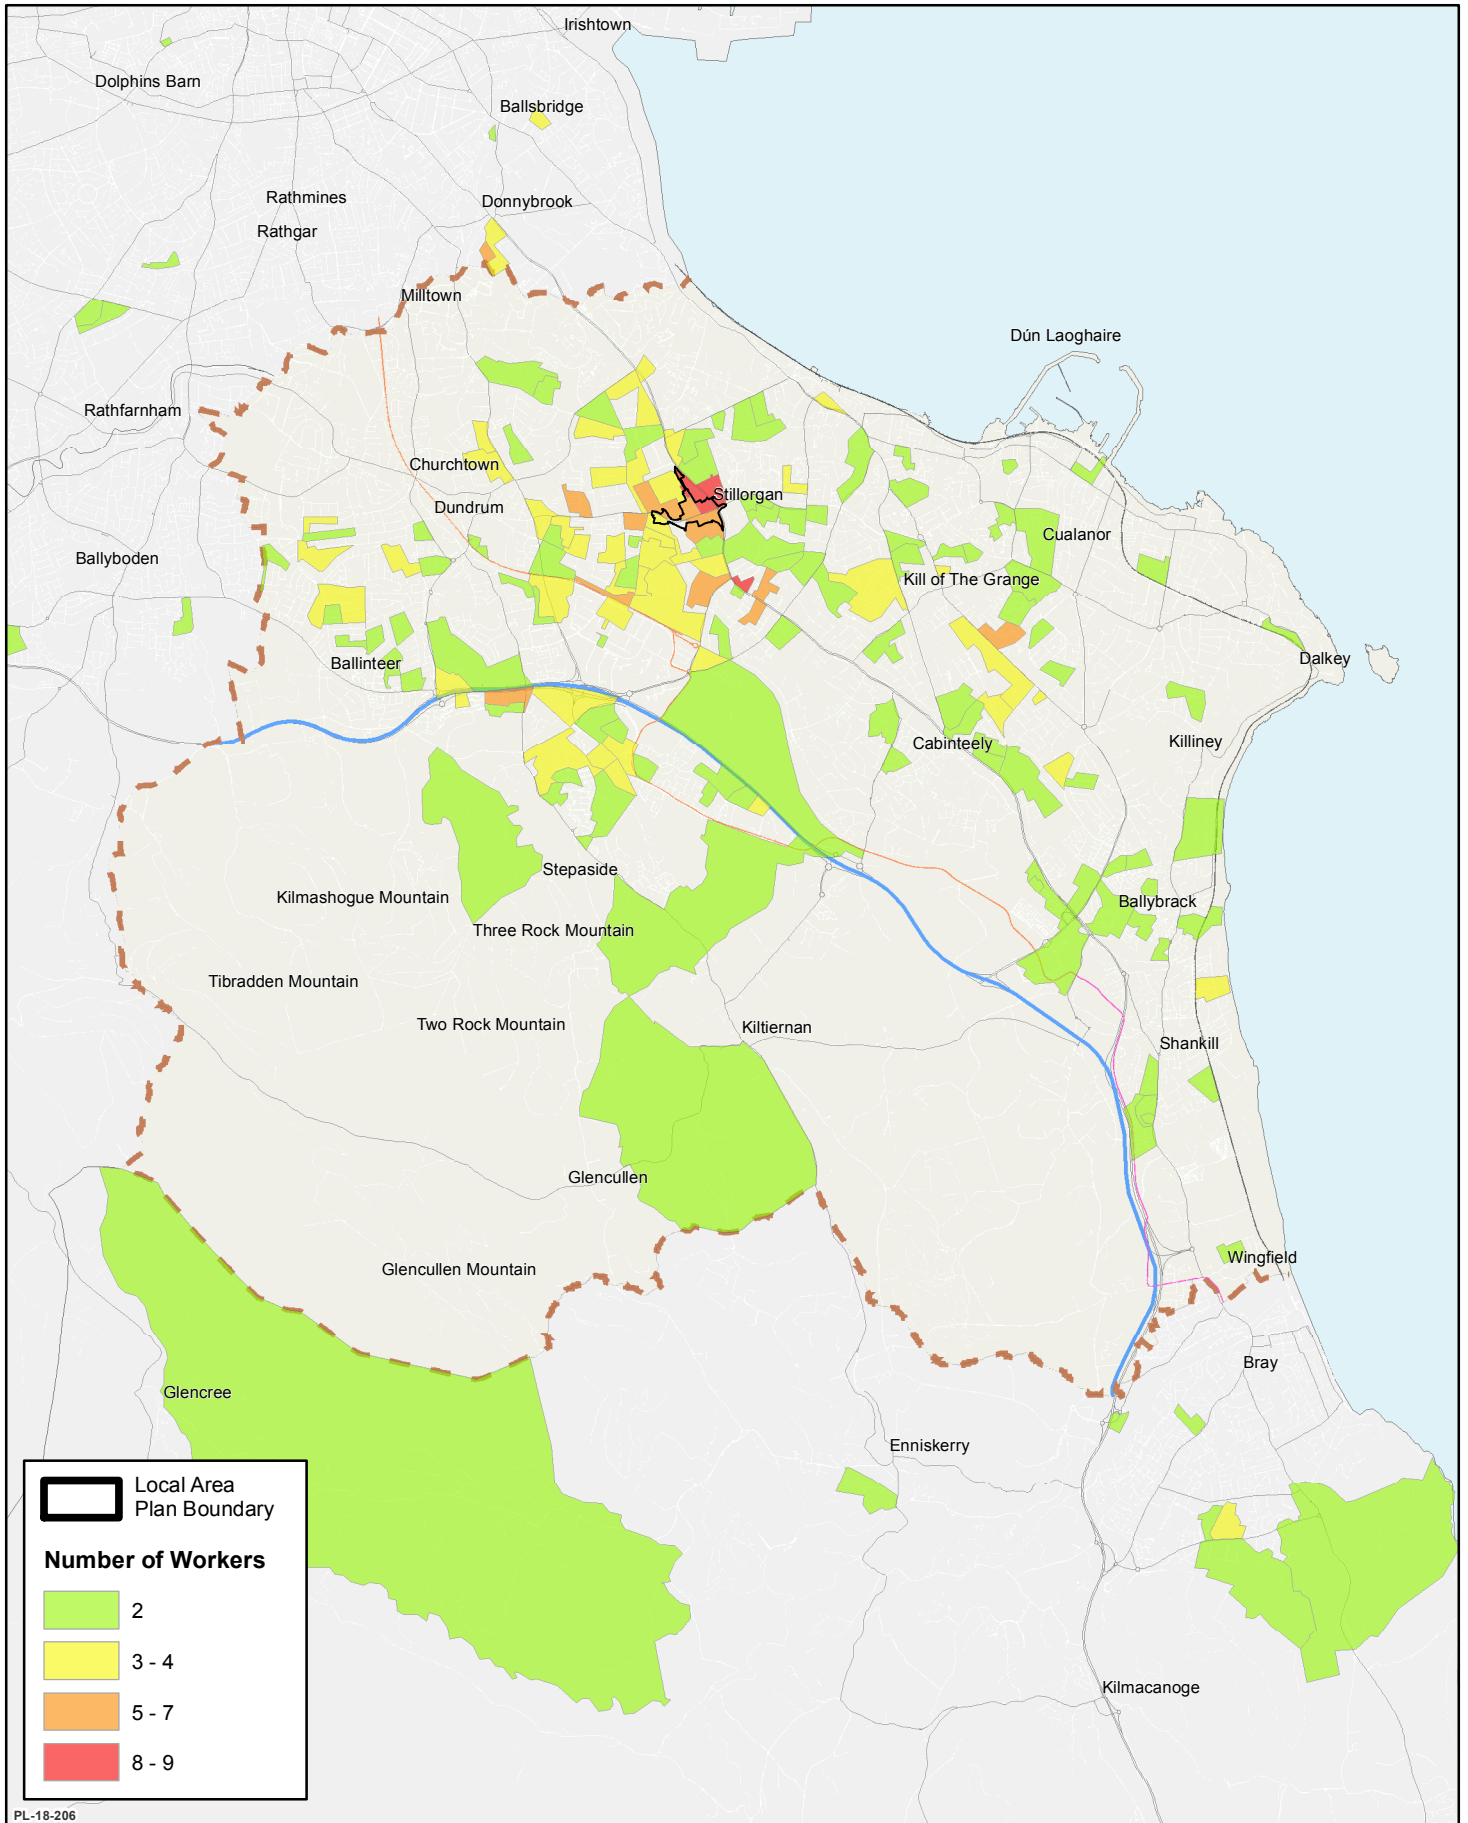 Irishtown
Dolphins Barn
Ballsbridge
Rathmines
Donnybrook
Rathgar
Milltown
Dún Laoghaire
Rathfarnham
Churchtown
Stillorgan
Dundrum
Cualanor
Ballyboden
Kill of The Grange
Ballinteer
Dalkey
Cabinteely
Killiney
Stepaside
Kilmashogue Mountain
Ballybrack
Three Rock Mountain
Tibradden Mountain
Two Rock Mountain
Kiltiernan
Shankill
Glencullen
Wingfield
Glencullen Mountain
Bray
Glencree
Enniskerry
Kilmacanoge
Local Area
Plan Boundary
Number of Workers
2
3 - 4
5 - 7
8 - 9
PL-18-206